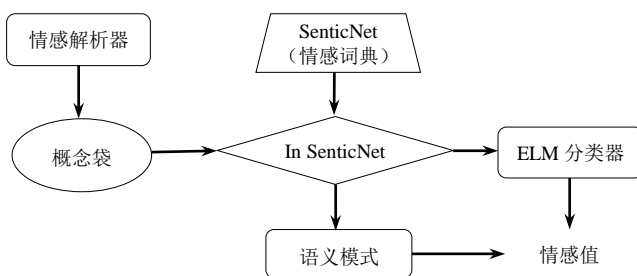 情感解析器
SenticNet
（情感词典）
概念袋
In SenticNet
ELM 分类器
语义模式
情感值